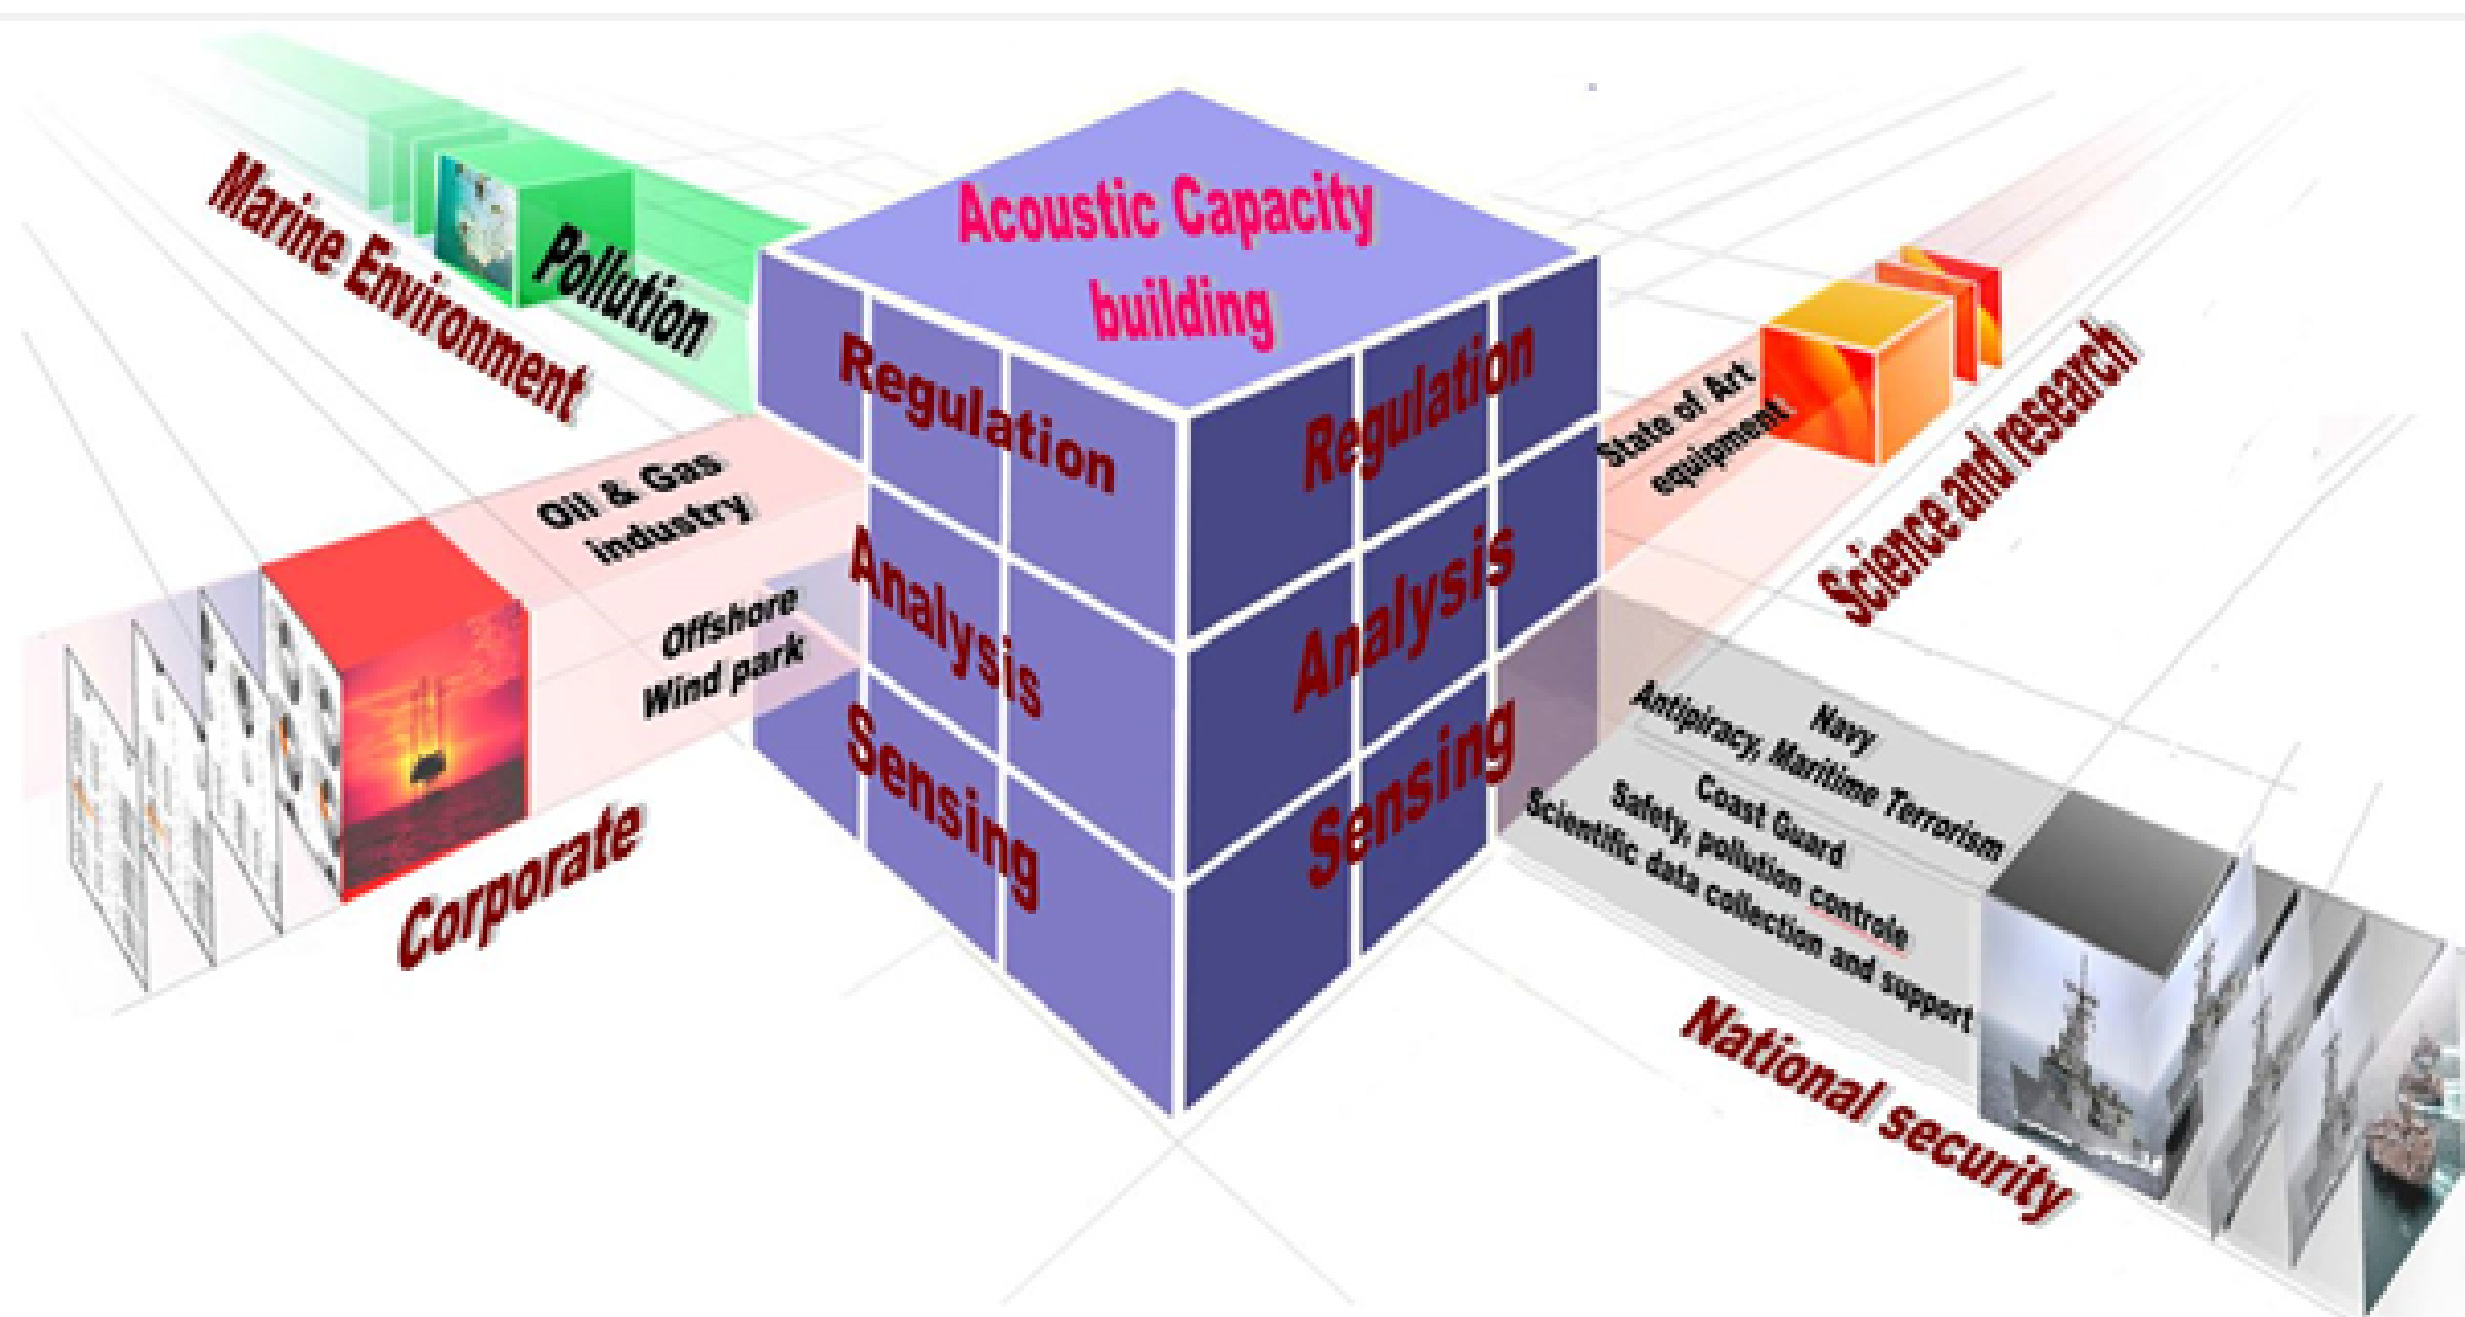 Acoustic Capacity
building
Regulation
Analysis
Sensing
Regulation
Analysis
Sensing
Marine Environment
Pollution
Oil & Gas
industry
Offshore
Wind park
Corporate
State of Art
equipment
Science and research
Navy
Antipiracy, Maritime Terrorism
Coast Guard
Safety, pollution controle
Scientific data collection and support
National security